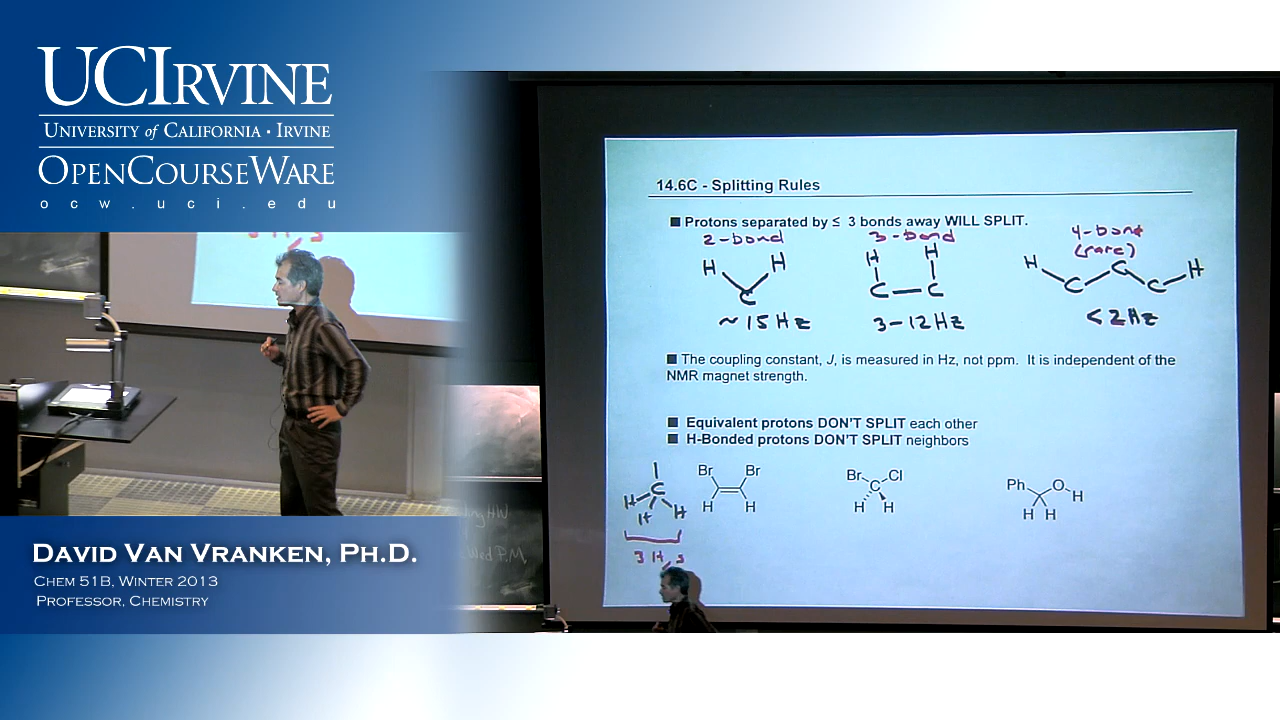 UCIRVINE
UNIVERSITY of CALIFORNIA · IRVINE
OPENCOURSEWARE
ocw.uci.edu
14.6C - Splitting Rules
■ Protons separated by ≤ 3 bonds away WILL SPLIT.
2-bond
3-bond
4-bond
(rare)
H H
C
H H
C C
H C C C H
~15Hz
3-12Hz
<2Hz
■ The coupling constant, J, is measured in Hz, not ppm. It is independent of the
NMR magnet strength.
■ Equivalent protons DON'T SPLIT each other
■ H-Bonded protons DON'T SPLIT neighbors
I
C
H H H
3 H's
Br Br
H H
Br C Cl
H H
Ph O H
H H
DAVID VAN VRANKEN, PH.D.
CHEM 51B, WINTER 2013
PROFESSOR, CHEMISTRY